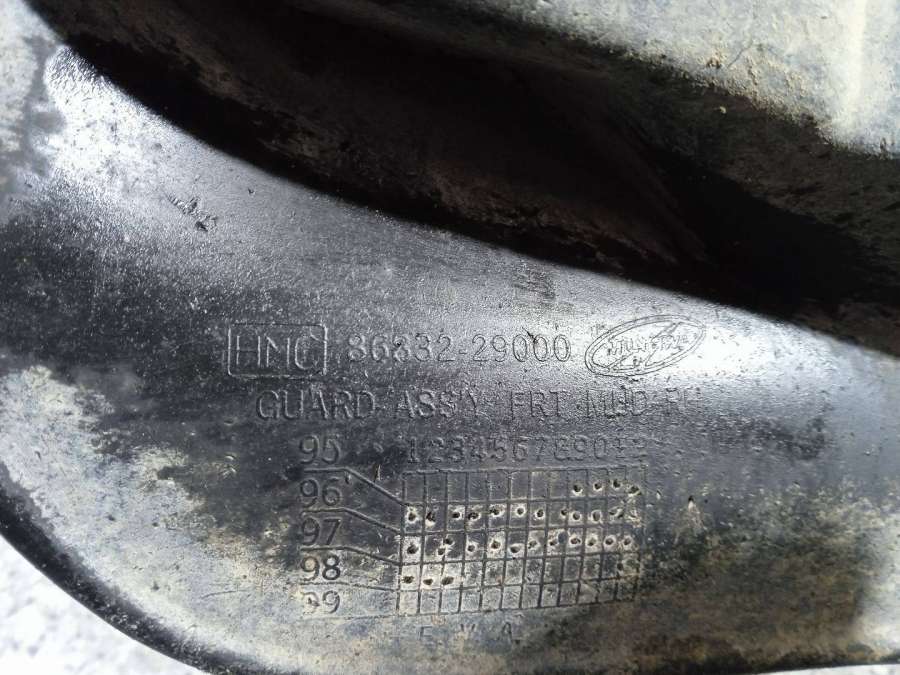 HMC 86832-29000
GUARD ASS'Y FRT MUD R
95 123456789012
96
97
98
99
E.V.A.